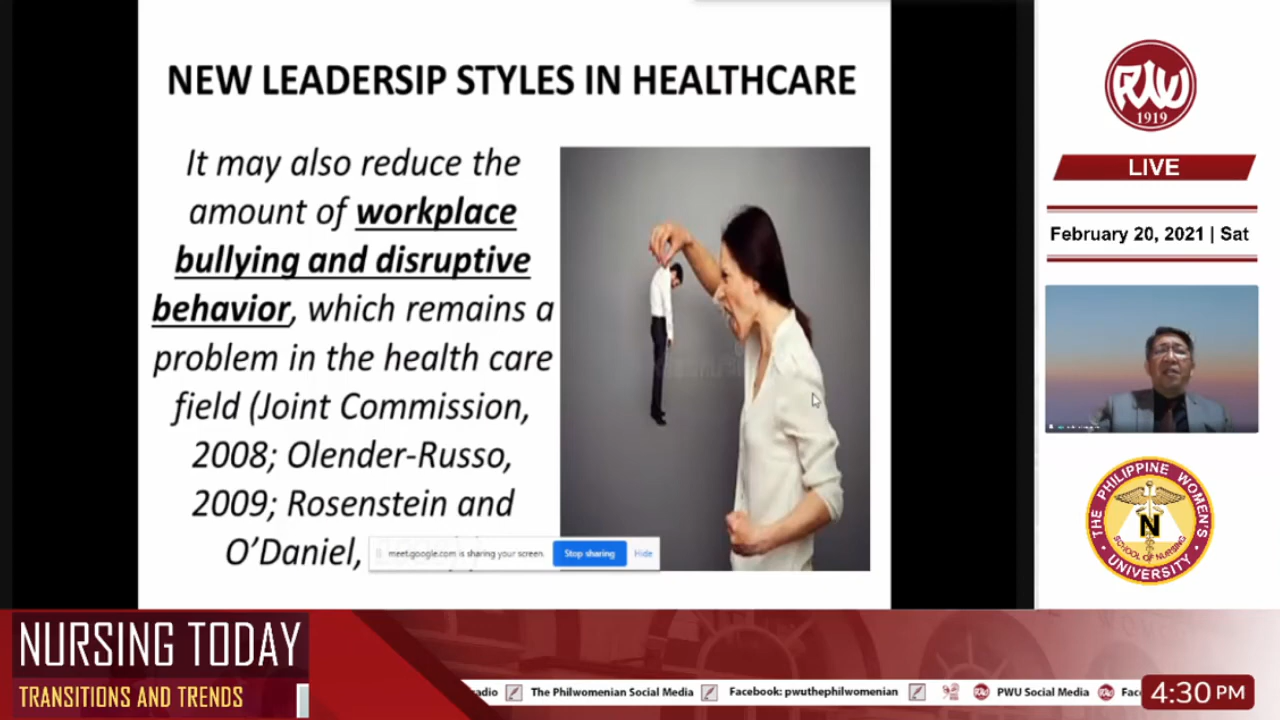 NEW LEADERSIP STYLES IN HEALTHCARE
It may also reduce the
amount of workplace
bullying and disruptive
behavior, which remains a
problem in the health care
field (Joint Commission,
2008; Olender-Russo,
2009; Rosenstein and
O’Daniel,
meet.google.com is sharing your screen. Stop sharing Hide
PWU
1919
LIVE
February 20, 2021 | Sat
THE PHILIPPINE WOMEN'S UNIVERSITY
N
SCHOOL OF NURSING
NURSING TODAY
TRANSITIONS AND TRENDS
adio The Philwomenian Social Media Facebook: pwuthephilwomenian PWU Social Media Fac
4:30 PM